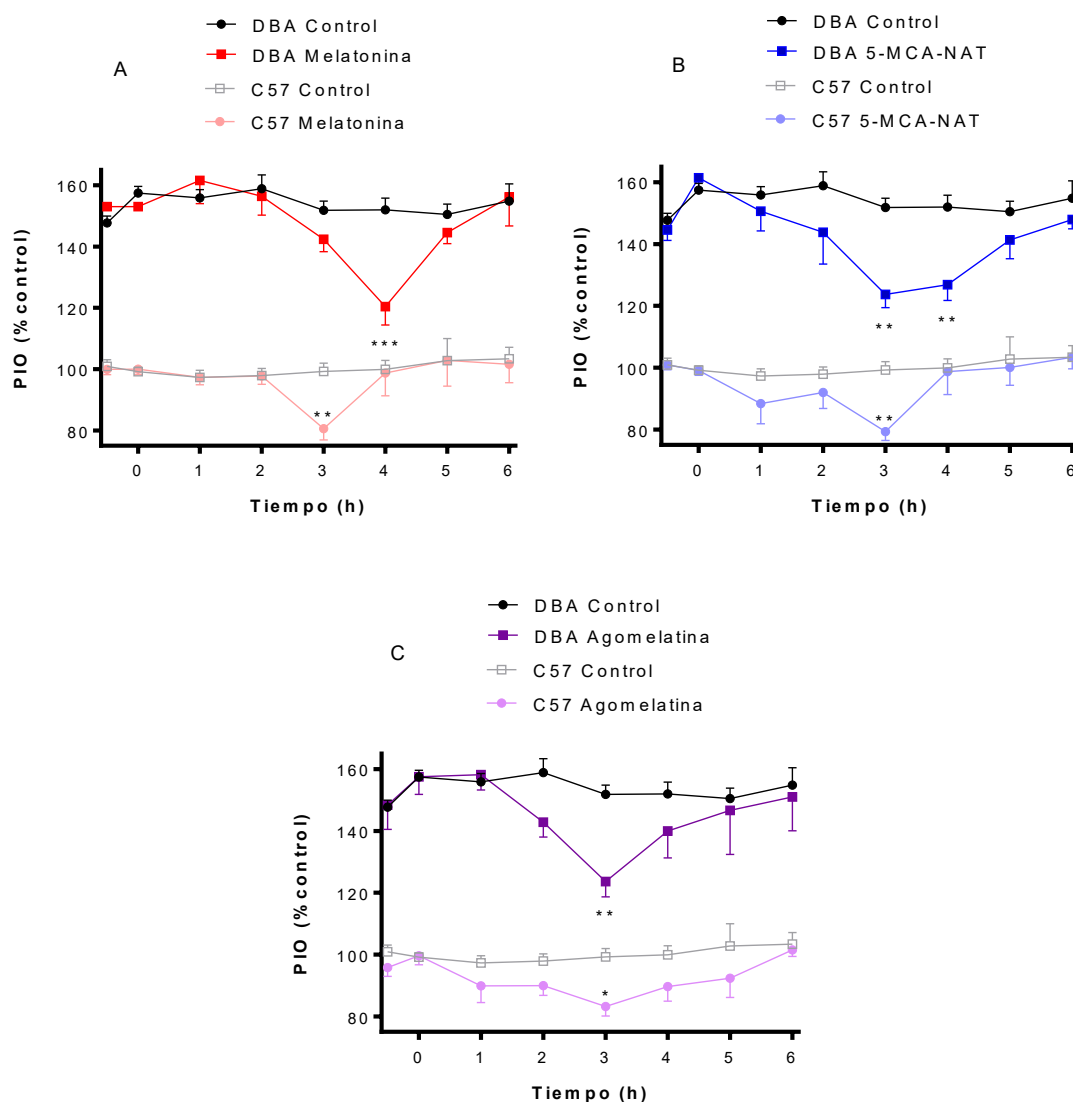 A
DBA Control
DBA Melatonina
C57 Control
C57 Melatonina
PIO (%control)
160
140
120
100
80
***
**
0 1 2 3 4 5 6
Tiempo (h)
B
DBA Control
DBA 5-MCA-NAT
C57 Control
C57 5-MCA-NAT
PIO (%control)
160
140
120
100
80
** **
**
0 1 2 3 4 5 6
Tiempo (h)
C
DBA Control
DBA Agomelatina
C57 Control
C57 Agomelatina
PIO (%control)
160
140
120
100
80
**
*
0 1 2 3 4 5 6
Tiempo (h)